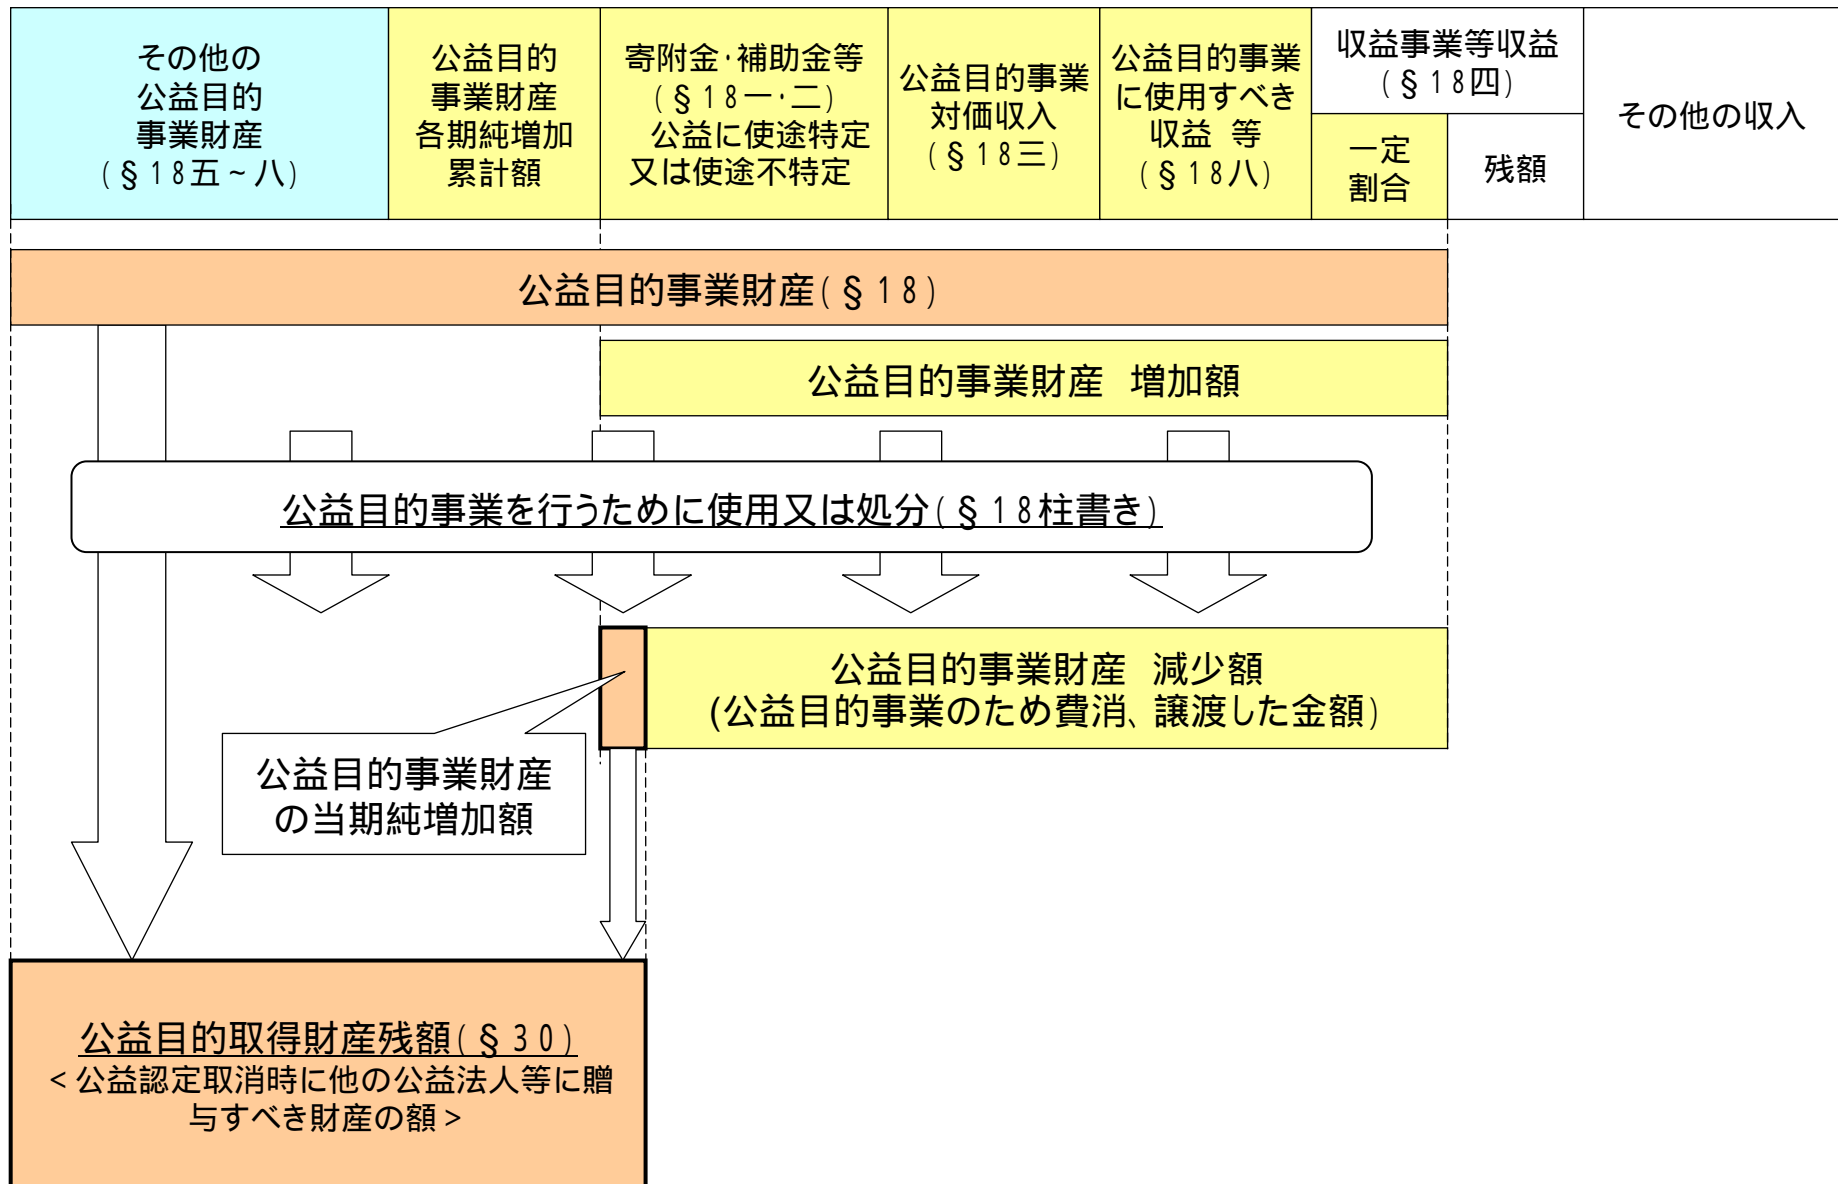 その他の
公益目的
事業財産
(§18五~八)
公益目的
事業財産
各期純増加
累計額
寄附金・補助金等
(§18一・二)
公益に使途特定
又は使途不特定
公益目的事業
対価収入
(§18三)
公益目的事業
に使用すべき
収益 等
(§18八)
収益事業等収益
(§18四)
一定
割合
残額
その他の収入
公益目的事業財産(§18)
公益目的事業財産 増加額
公益目的事業を行うために使用又は処分(§18柱書き)
公益目的事業財産 減少額
(公益目的事業のため費消、譲渡した金額)
公益目的事業財産
の当期純増加額
公益目的取得財産残額(§30)
<公益認定取消時に他の公益法人等に贈
与すべき財産の額>